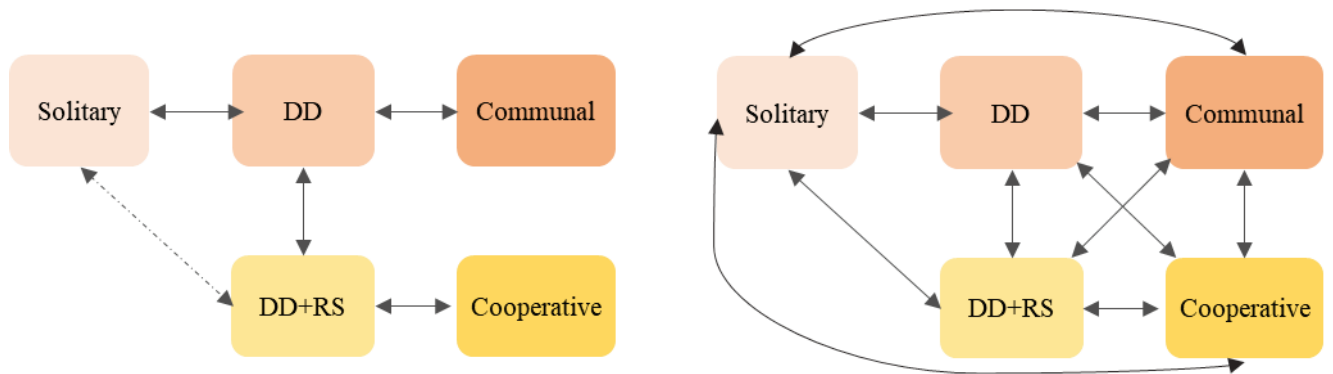 Solitary
DD
Communal
DD+RS
Cooperative
Solitary
DD
Communal
DD+RS
Cooperative